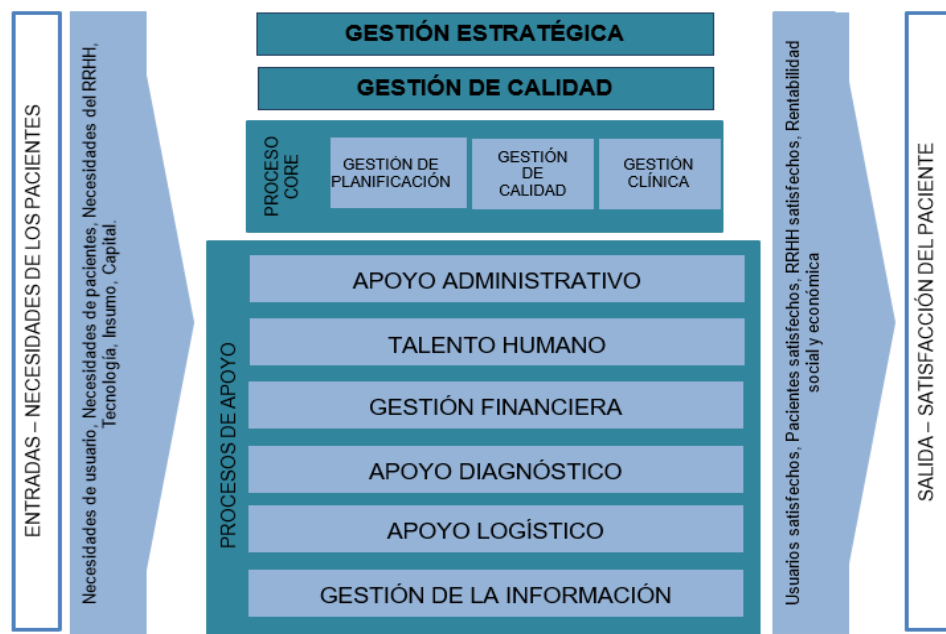 ENTRADAS – NECESIDADES DE LOS PACIENTES
Necesidades de usuario, Necesidades de pacientes, Necesidades del RRHH,
Tecnología, Insumo, Capital.
GESTIÓN ESTRATÉGICA
GESTIÓN DE CALIDAD
PROCESO
CORE
GESTIÓN DE
PLANIFICACIÓN
GESTIÓN
DE
CALIDAD
GESTIÓN
CLÍNICA
PROCESOS DE APOYO
APOYO ADMINISTRATIVO
TALENTO HUMANO
GESTIÓN FINANCIERA
APOYO DIAGNÓSTICO
APOYO LOGÍSTICO
GESTIÓN DE LA INFORMACIÓN
Usuarios satisfechos, Pacientes satisfechos, RRHH satisfechos, Rentabilidad
social y económica
SALIDA – SATISFACCIÓN DEL PACIENTE